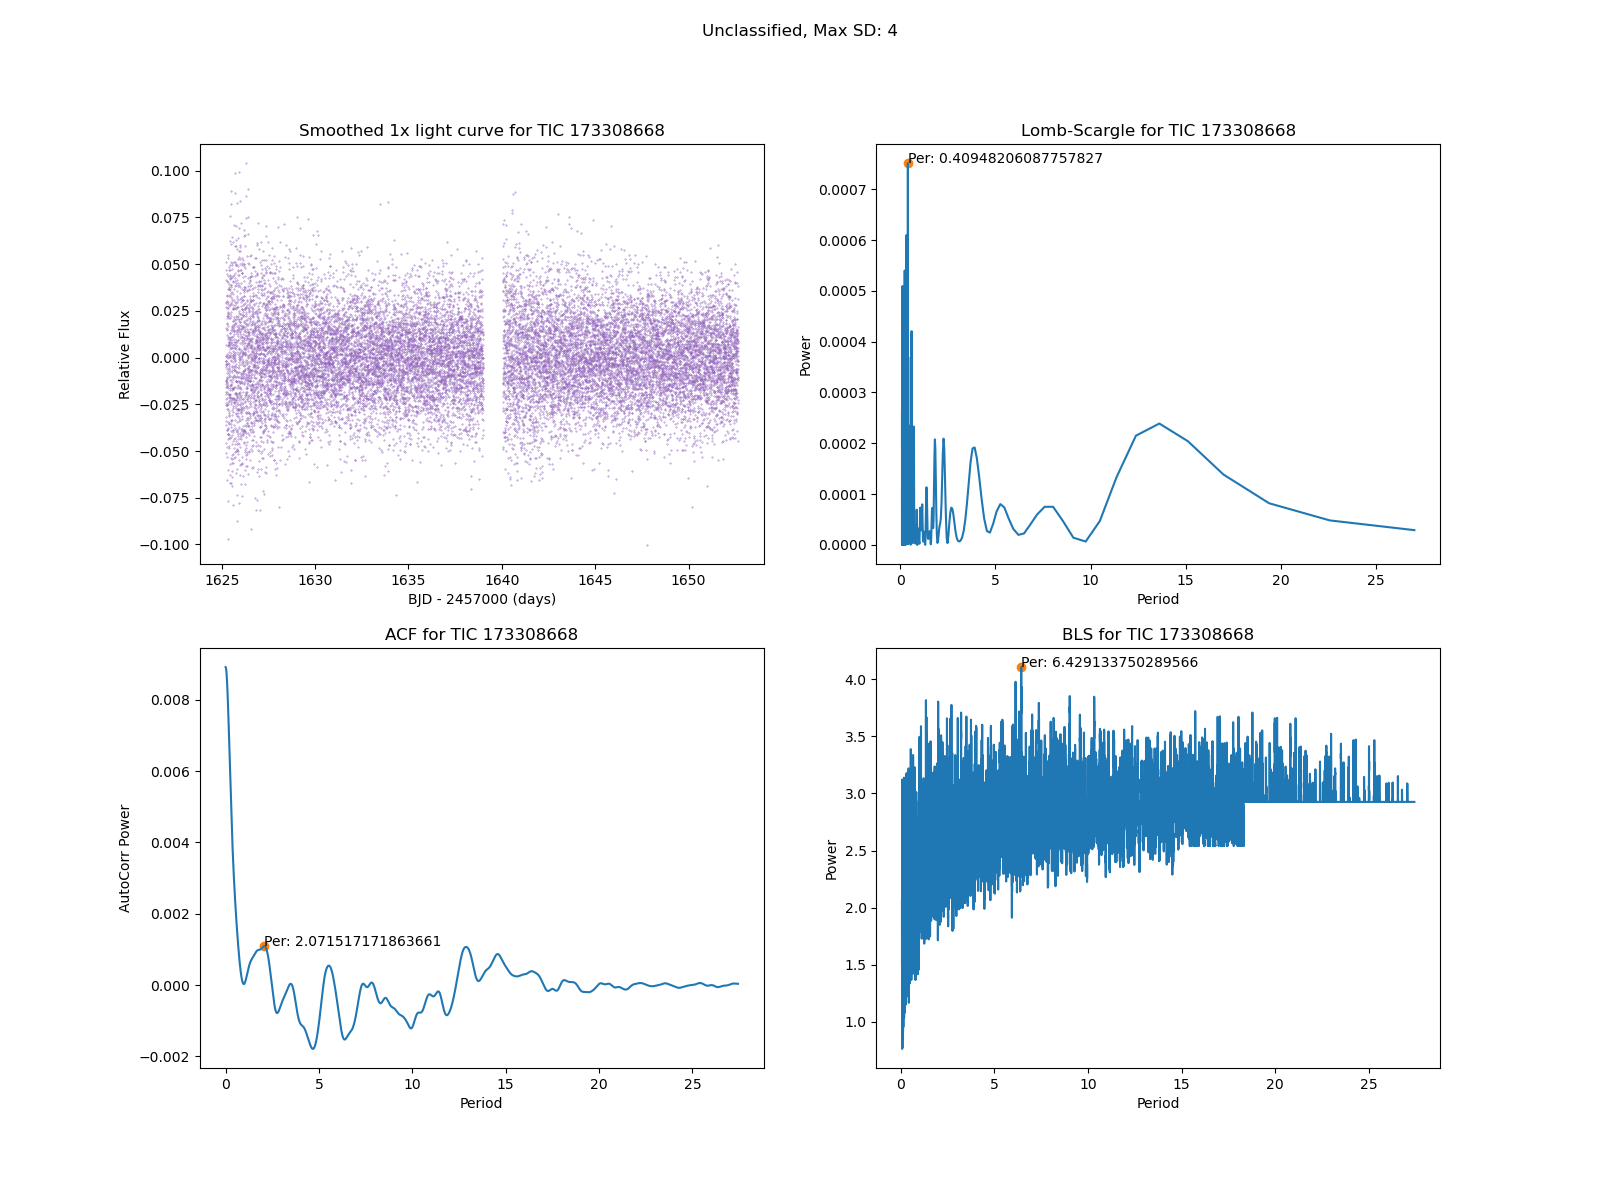 Unclassified, Max SD: 4
Smoothed 1x light curve for TIC 173308668
0.100
0.075
0.050
0.025
0.000
−0.025
−0.050
−0.075
−0.100
Relative Flux
1625 1630 1635 1640 1645 1650
BJD - 2457000 (days)
Lomb-Scargle for TIC 173308668
Per: 0.40948206087757827
0.0007
0.0006
0.0005
0.0004
0.0003
0.0002
0.0001
0.0000
Power
0 5 10 15 20 25
Period
ACF for TIC 173308668
0.008
0.006
0.004
0.002
0.000
−0.002
AutoCorr Power
Per: 2.071517171863661
0 5 10 15 20 25
Period
BLS for TIC 173308668
Per: 6.429133750289566
4.0
3.5
3.0
2.5
2.0
1.5
1.0
Power
0 5 10 15 20 25
Period